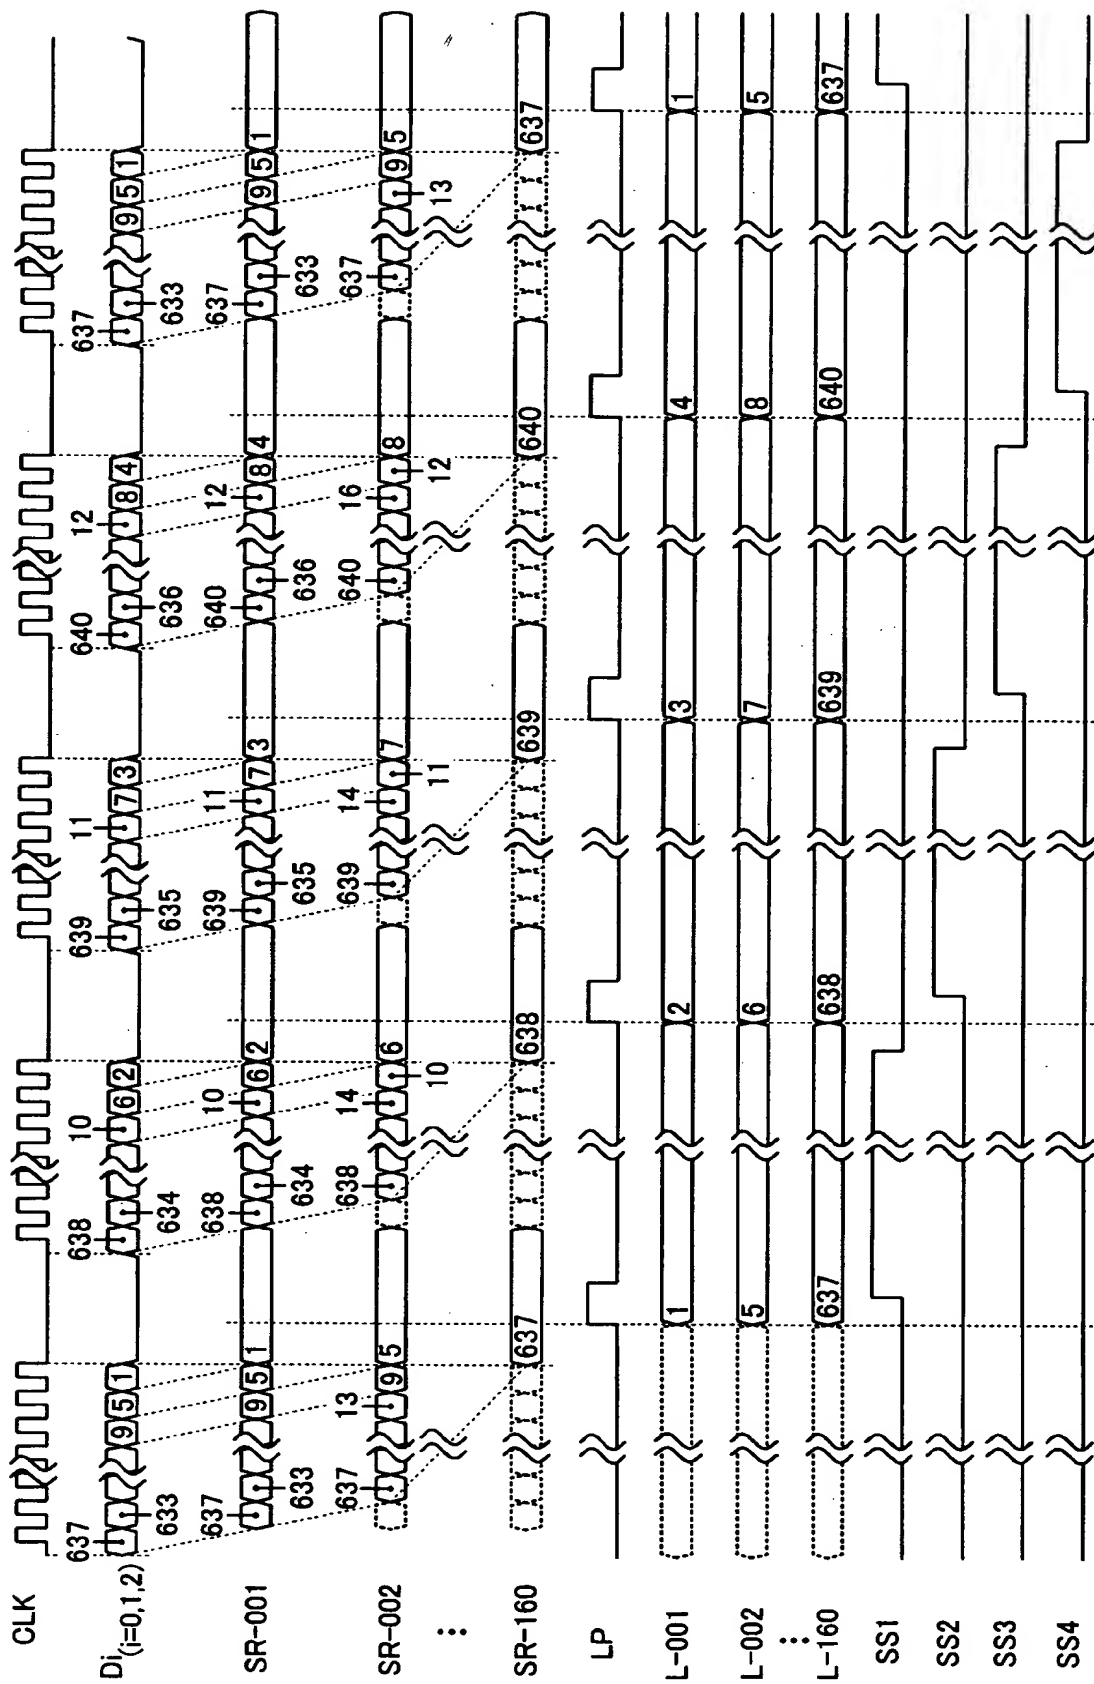 CLK
637 638 10 639 11 640 12 637
Di(i=0,1,2) 9 5 1 6 2 7 3 8 4 9 5 1
633 634 635 636 633
637 638 10 639 11 640 12 637
SR-001 9 5 1 6 2 7 3 8 4 9 5 1
633 634 635 636 633
637 13 638 14 639 14 640 16 637
SR-002 9 5 6 7 8 9 5
10 11 12 13
SR-160 637 638 639 640 637
LP
L-001 1 2 3 4 1
L-002 5 6 7 8 5
L-160 637 638 639 640 637
SS1
SS2
SS3
SS4